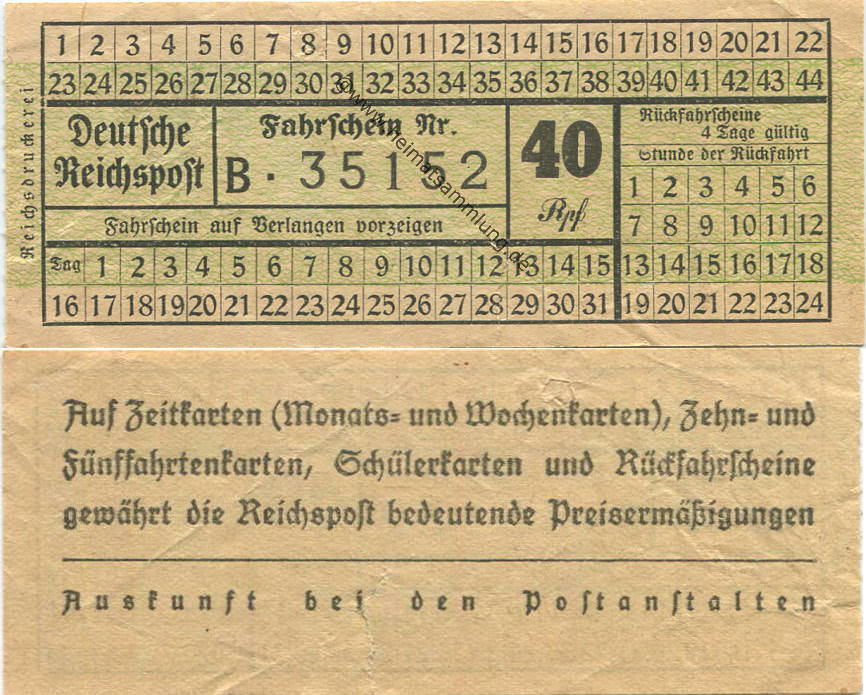 1 2 3 4 5 6 7 8 9 10 11 12 13 14 15 16 17 18 19 20 21 22
23 24 25 26 27 28 29 30 31 32 33 34 35 36 37 38 39 40 41 42 43 44
Reichsdruckerei
Deutsche
Reichspost
Fahrschein Nr.
B · 35152
40
Rpf
Fahrschein auf Verlangen vorzeigen
Rückfahrscheine
4 Tage gültig
Stunde der Rückfahrt
1 2 3 4 5 6
7 8 9 10 11 12
Tag 1 2 3 4 5 6 7 8 9 10 11 12 13 14 15 13 14 15 16 17 18
16 17 18 19 20 21 22 23 24 25 26 27 28 29 30 31 19 20 21 22 23 24
©www.heimatsammlung.de
Auf Zeitkarten (Monats- und Wochenkarten), Zehn- und
Fünffahrtenkarten, Schülerkarten und Rückfahrscheine
gewährt die Reichspost bedeutende Preisermäßigungen
Auskunft bei den Postanstalten